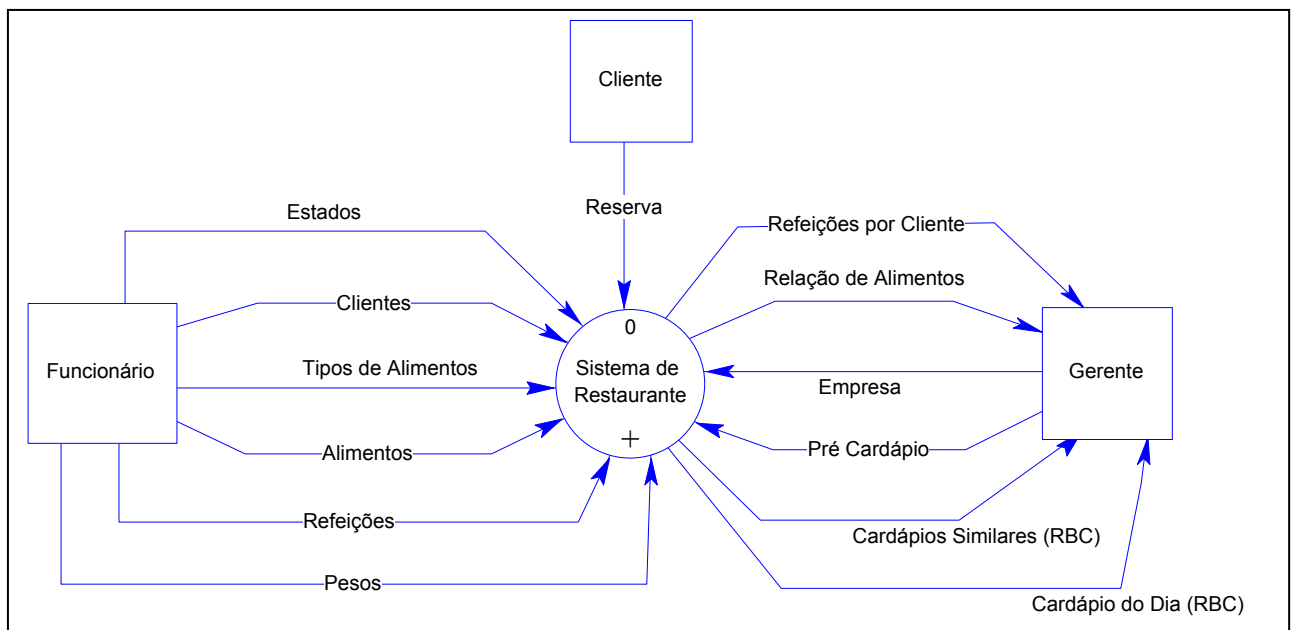 Cliente
Reserva
Estados
Refeições por Cliente
Relação de Alimentos
Clientes
0
Funcionário
Tipos de Alimentos
Sistema de
Restaurante
Empresa
Gerente
+
Alimentos
Pré Cardápio
Refeições
Cardápios Similares (RBC)
Pesos
Cardápio do Dia (RBC)